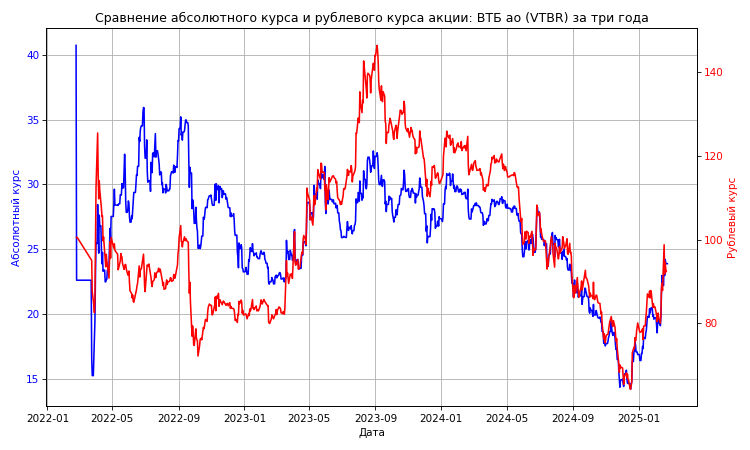 Сравнение абсолютного курса и рублевого курса акции: ВТБ ао (VTBR) за три года
40
35
30
25
20
15
Абсолютный курс
140
120
100
80
Рублевый курс
2022-01 2022-05 2022-09 2023-01 2023-05 2023-09 2024-01 2024-05 2024-09 2025-01
Дата